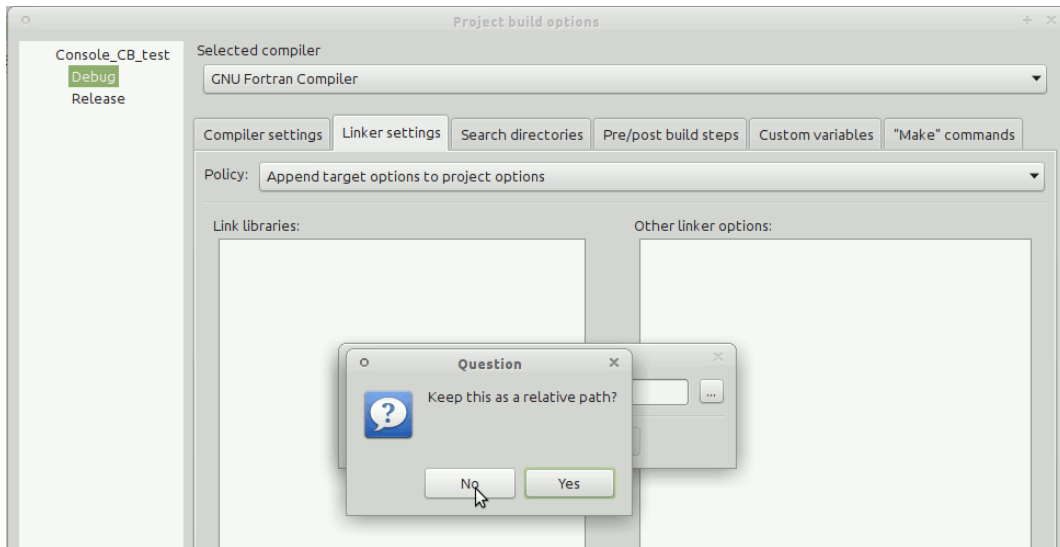 Project build options
Console_CB_test
Debug
Release
Selected compiler
GNU Fortran Compiler
Compiler settings
Linker settings
Search directories
Pre/post build steps
Custom variables
"Make" commands
Policy:
Append target options to project options
Link libraries:
Other linker options:
Question
Keep this as a relative path?
...
No
Yes